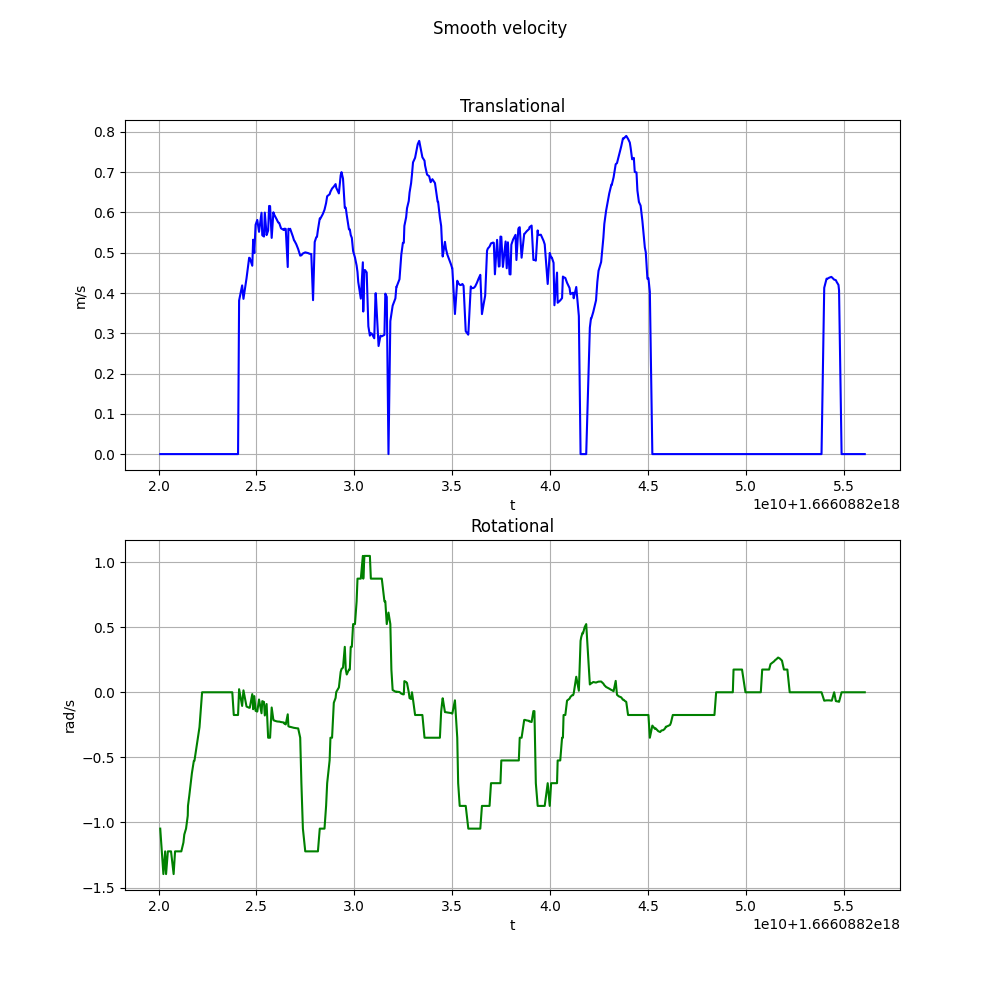 Smooth velocity
Translational
0.8
0.7
0.6
0.5
0.4
0.3
0.2
0.1
0.0
m/s
2.0 2.5 3.0 3.5 4.0 4.5 5.0 5.5
t
1e10+1.6660882e18
Rotational
1.0
0.5
0.0
−0.5
−1.0
−1.5
rad/s
2.0 2.5 3.0 3.5 4.0 4.5 5.0 5.5
t
1e10+1.6660882e18